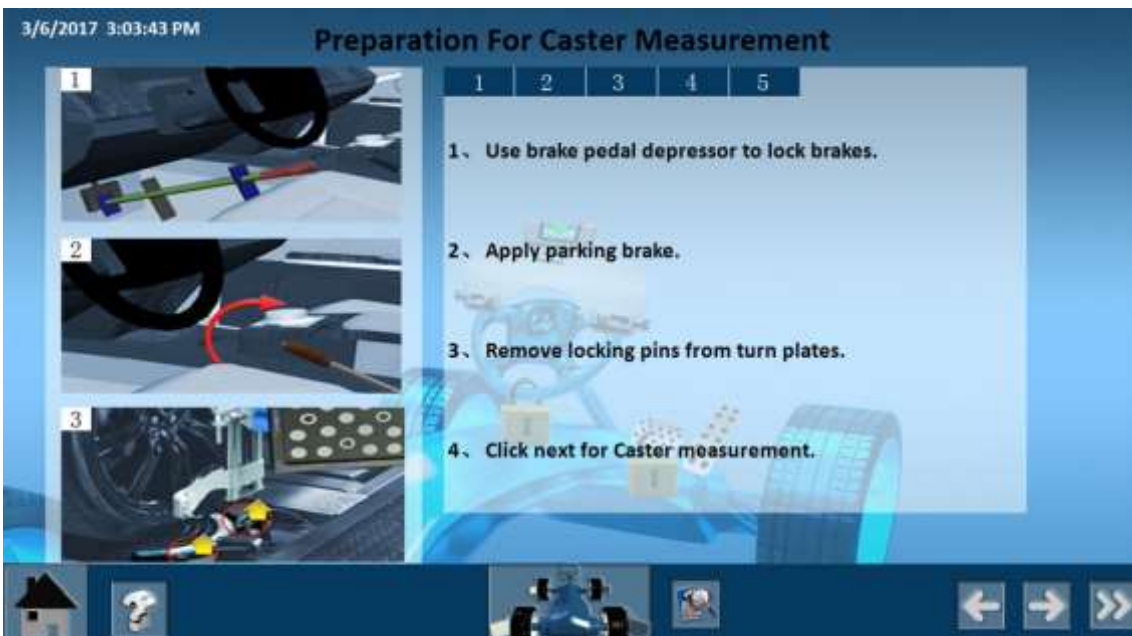 3/6/2017 3:03:43 PM
Preparation For Caster Measurement
1
2
3
1 2 3 4 5
1、 Use brake pedal depressor to lock brakes.
2、 Apply parking brake.
3、 Remove locking pins from turn plates.
4、 Click next for Caster measurement.